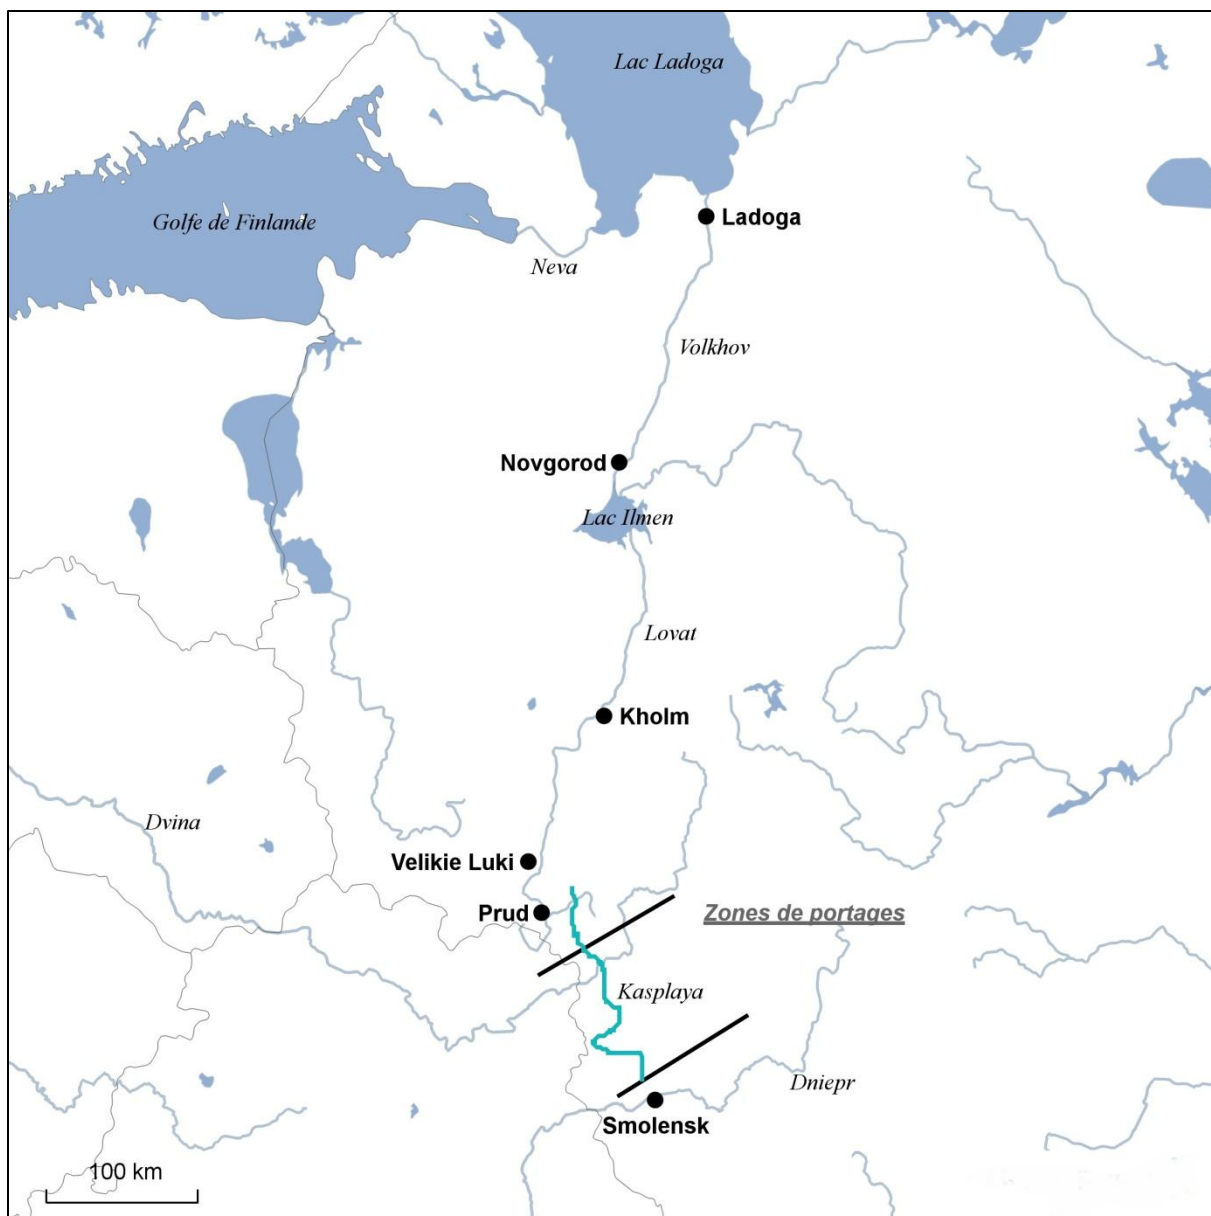 Lac Ladoga
Golfe de Finlande
Ladoga
Neva
Volkhov
Novgorod
Lac Ilmen
Lovat
Kholm
Dvina
Velikie Luki
Prud
Zones de portages
Kasplaya
Dniepr
Smolensk
100 km